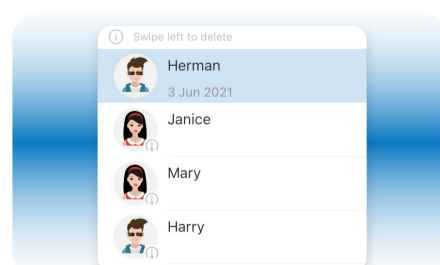 Swipe left to delete
Herman
3 Jun 2021
Janice
Mary
Harry